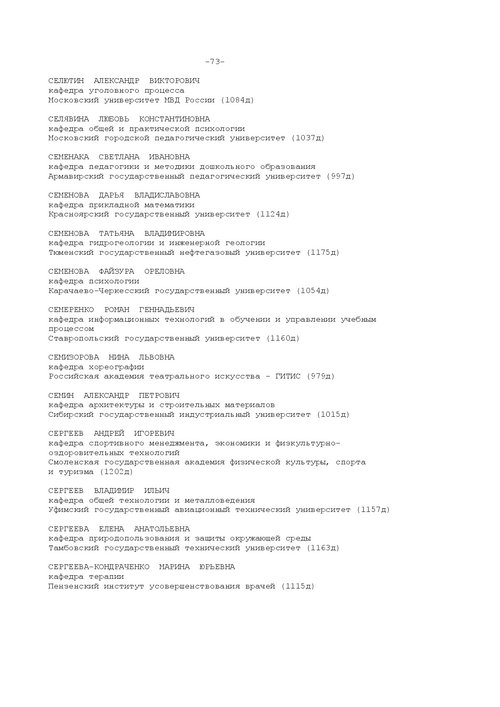 -73-
СЕЛЮТИН АЛЕКСАНДР ВИКТОРОВИЧ
кафедра уголовного процесса
Московский университет МВД России (1084д)
СЕЛЯВИНА ЛЮБОВЬ КОНСТАНТИНОВНА
кафедра общей и практической психологии
Московский городской педагогический университет (1037д)
СЕМЕНАКА СВЕТЛАНА ИВАНОВНА
кафедра педагогики и методики дошкольного образования
Армавирский государственный педагогический университет (997д)
СЕМЕНОВА ДАРЬЯ ВЛАДИСЛАВОВНА
кафедра прикладной математики
Красноярский государственный университет (1124д)
СЕМЕНОВА ТАТЬЯНА ВЛАДИМИРОВНА
кафедра гидрогеологии и инженерной геологии
Тюменский государственный нефтегазовый университет (1175д)
СЕМЕНОВА ФАЙЗУРА ОРЕЛОВНА
кафедра психологии
Карачаево-Черкесский государственный университет (1054д)
СЕМЕРЕНКО РОМАН ГЕННАДЬЕВИЧ
кафедра информационных технологий в обучении и управлении учебным
процессом
Ставропольский государственный университет (1160д)
СЕМИЗОРОВА НИНА ЛЬВОВНА
кафедра хореографии
Российская академия театрального искусства - ГИТИС (979д)
СЕМИН АЛЕКСАНДР ПЕТРОВИЧ
кафедра архитектуры и строительных материалов
Сибирский государственный индустриальный университет (1015д)
СЕРГЕЕВ АНДРЕЙ ИГОРЕВИЧ
кафедра спортивного менеджмента, экономики и физкультурно-
оздоровительных технологий
Смоленская государственная академия физической культуры, спорта
и туризма (1202д)
СЕРГЕЕВ ВЛАДИМИР ИЛЬИЧ
кафедра общей технологии и металловедения
Уфимский государственный авиационный технический университет (1157д)
СЕРГЕЕВА ЕЛЕНА АНАТОЛЬЕВНА
кафедра природопользования и защиты окружающей среды
Тамбовский государственный технический университет (1163д)
СЕРГЕЕВА-КОНДРАЧЕНКО МАРИНА ЮРЬЕВНА
кафедра терапии
Пензенский институт усовершенствования врачей (1115д)